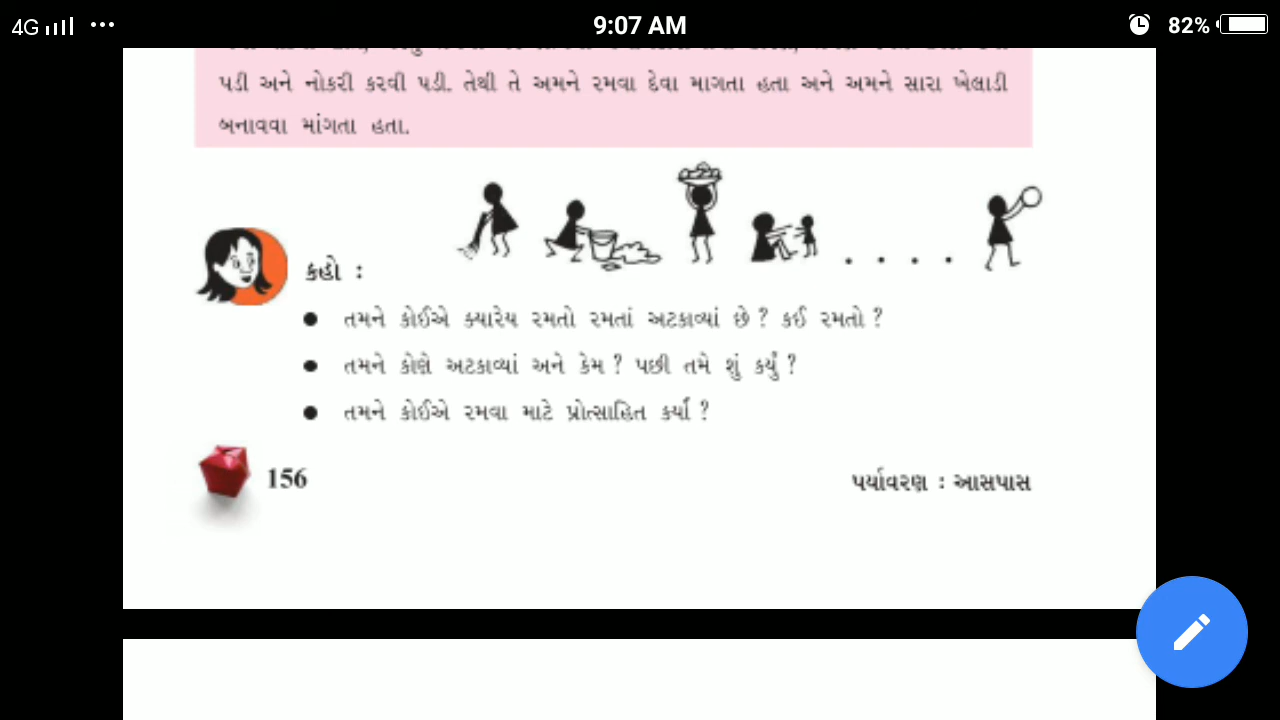 4G 9:07 AM 82%
પડી અને નોકરી કરવી પડી. તેથી તે અમને રમવા દેવા માગતા હતા અને અમને સારા ખેલાડી
બનાવવા માંગતા હતા.
કહો :
● તમને કોઈએ ક્યારેય રમતો રમતાં અટકાવ્યાં છે ? કઈ રમતો ?
● તમને કોણે અટકાવ્યાં અને કેમ ? પછી તમે શું કર્યું ?
● તમને કોઈએ રમવા માટે પ્રોત્સાહિત કર્યાં ?
156 પર્યાવરણ : આસપાસ